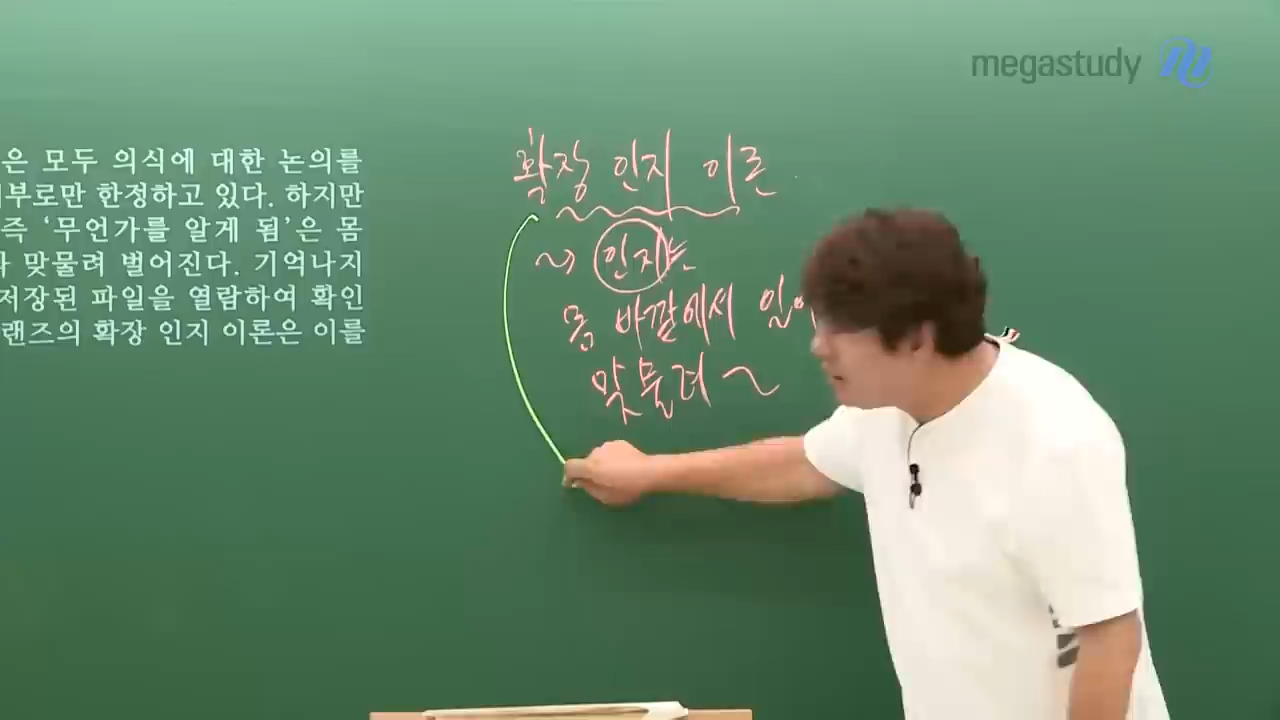 megastudy
은 모두 의식에 대한 논의를
부로만 한정하고 있다. 하지만
즉 ‘무언가를 알게 됨’은 몸
맞물려 벌어진다. 기억나지
저장된 파일을 열람하여 확인
랜즈의 확장 인지 이론은 이를
확장 인지 이론
~> 인지는
몸 바깥에서
맞물려 ~